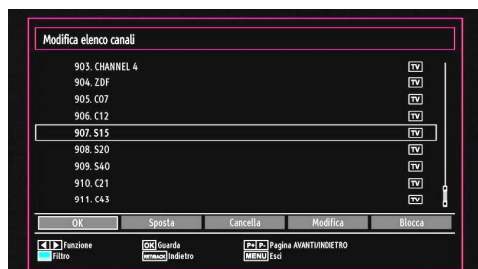 Modifica elenco canali
903. CHANNEL 4 TV
904. ZDF TV
905. C07 TV
906. C12 TV
907. S15 TV
908. S20 TV
909. S40 TV
910. C21 TV
911. C43 TV
OK Sposta Cancella Modifica Blocca
Funzione OK Guarda P+ P- Pagina AVANTI/INDIETRO
Filtro RET/BACK Indietro MENU Esci